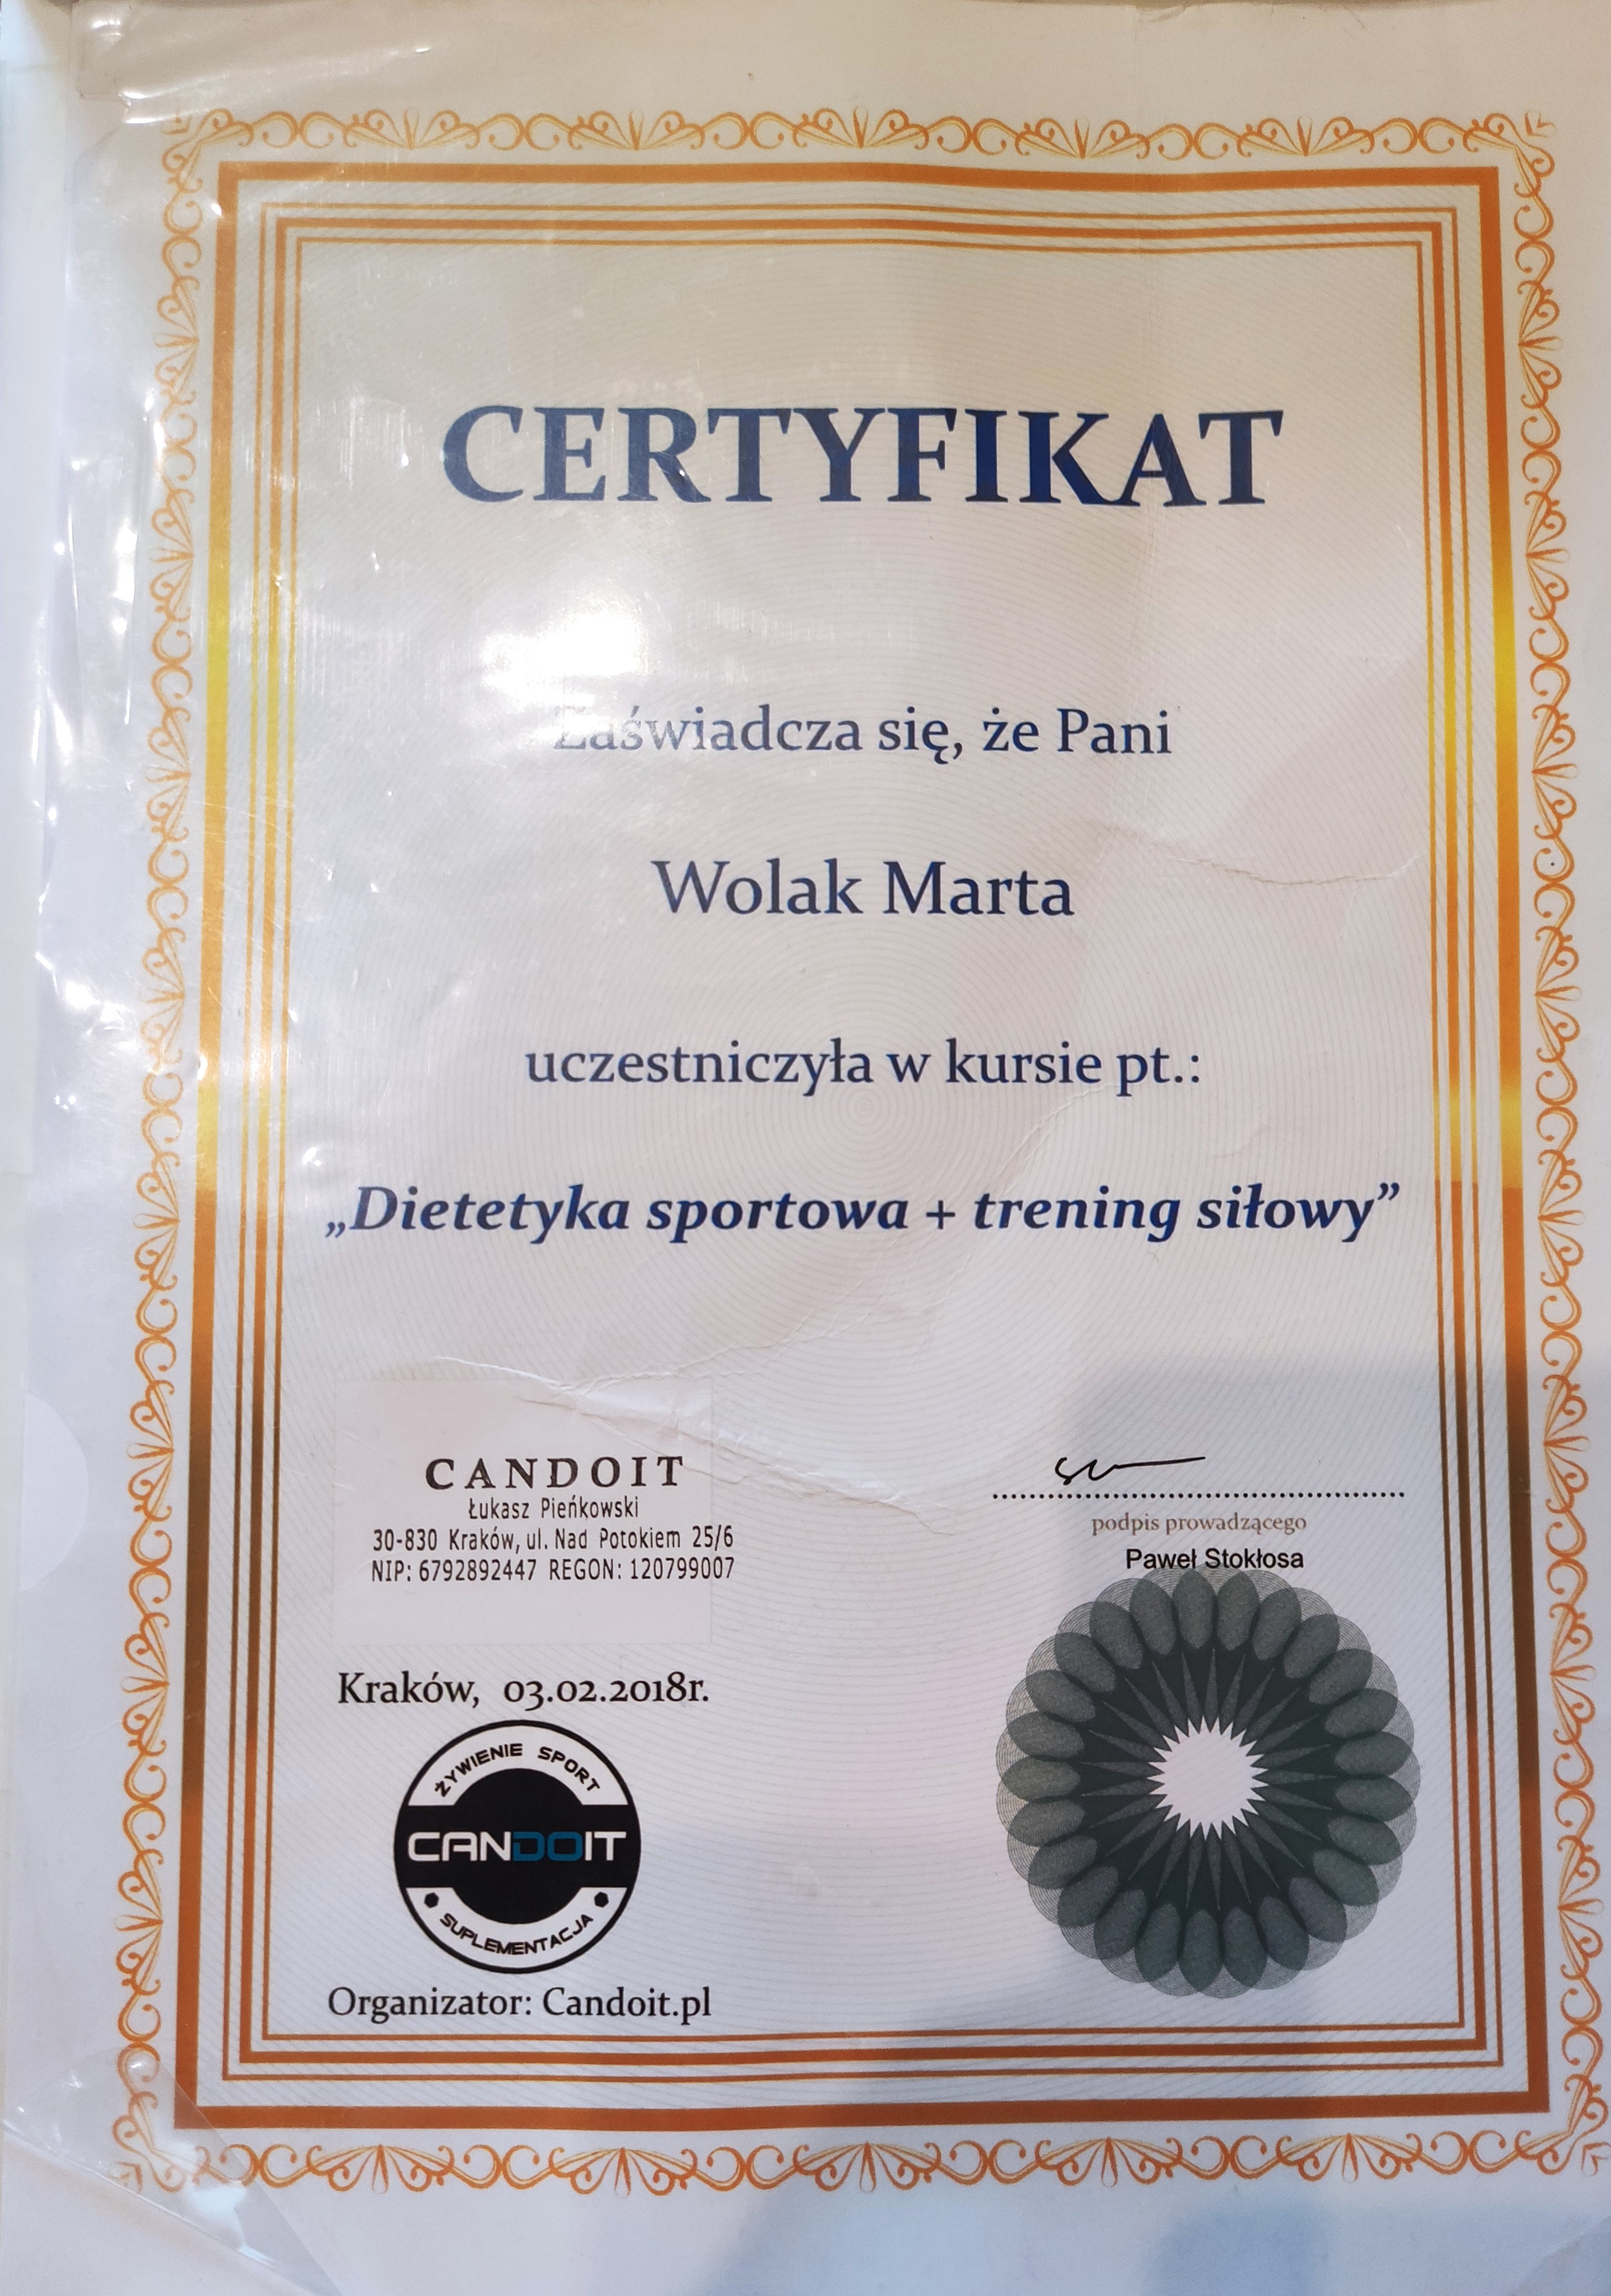 CERTYFIKAT
Zaświadcza się, że Pani
Wolak Marta
uczestniczyła w kursie pt.:
„Dietetyka sportowa + trening siłowy”
CANDOIT
Łukasz Pieńkowski
30-830 Kraków, ul. Nad Potokiem 25/6
NIP: 6792892447 REGON: 120799007
podpis prowadzącego
Paweł Stokłosa
Kraków, 03.02.2018r.
ŻYWIENIE SPORT
CANDOIT
SUPLEMENTACJA
Organizator: Candoit.pl